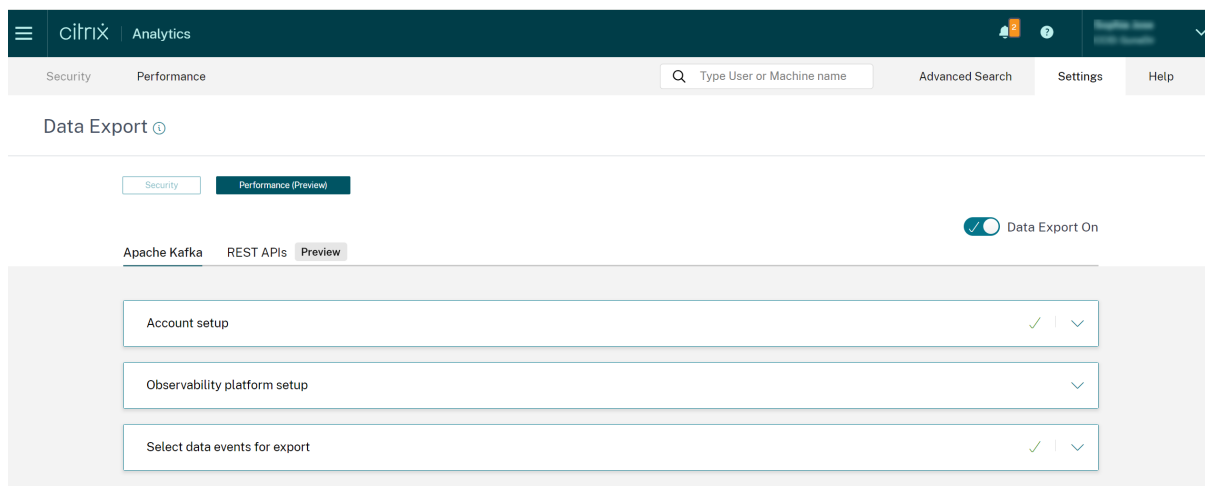 citrix Analytics 2 ?
Security Performance Type User or Machine name Advanced Search Settings Help
Data Export
Security Performance (Preview)
Data Export On
Apache Kafka REST APIs Preview
Account setup
Observability platform setup
Select data events for export